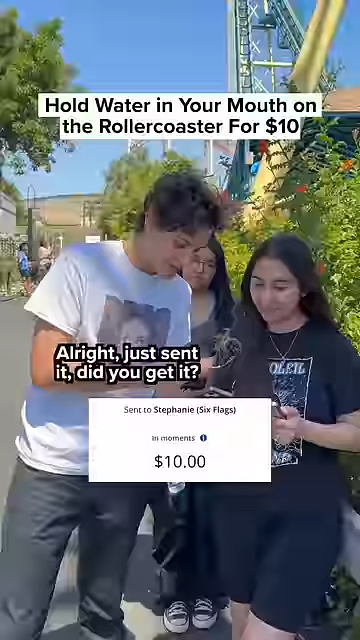 Hold Water in Your Mouth on
the Rollercoaster For $10
Alright, just sent
it, did you get it?
Sent to Stephanie (Six Flags)
in moments
$10.00